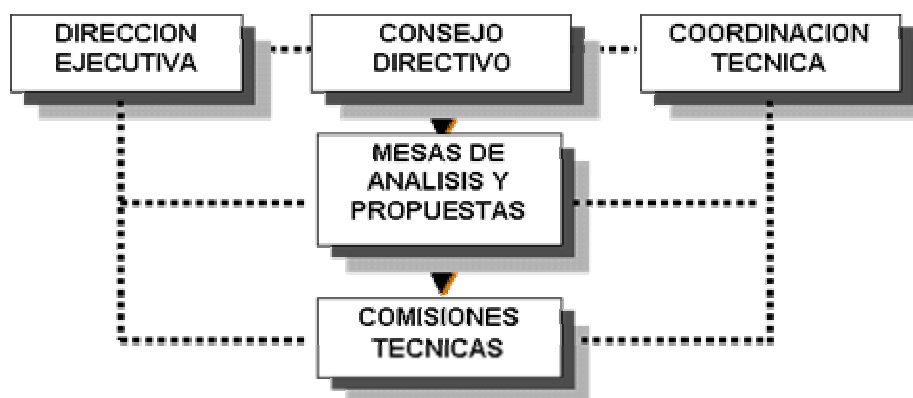 DIRECCION
EJECUTIVA
CONSEJO
DIRECTIVO
COORDINACION
TECNICA
MESAS DE
ANALISIS Y
PROPUESTAS
COMISIONES
TECNICAS